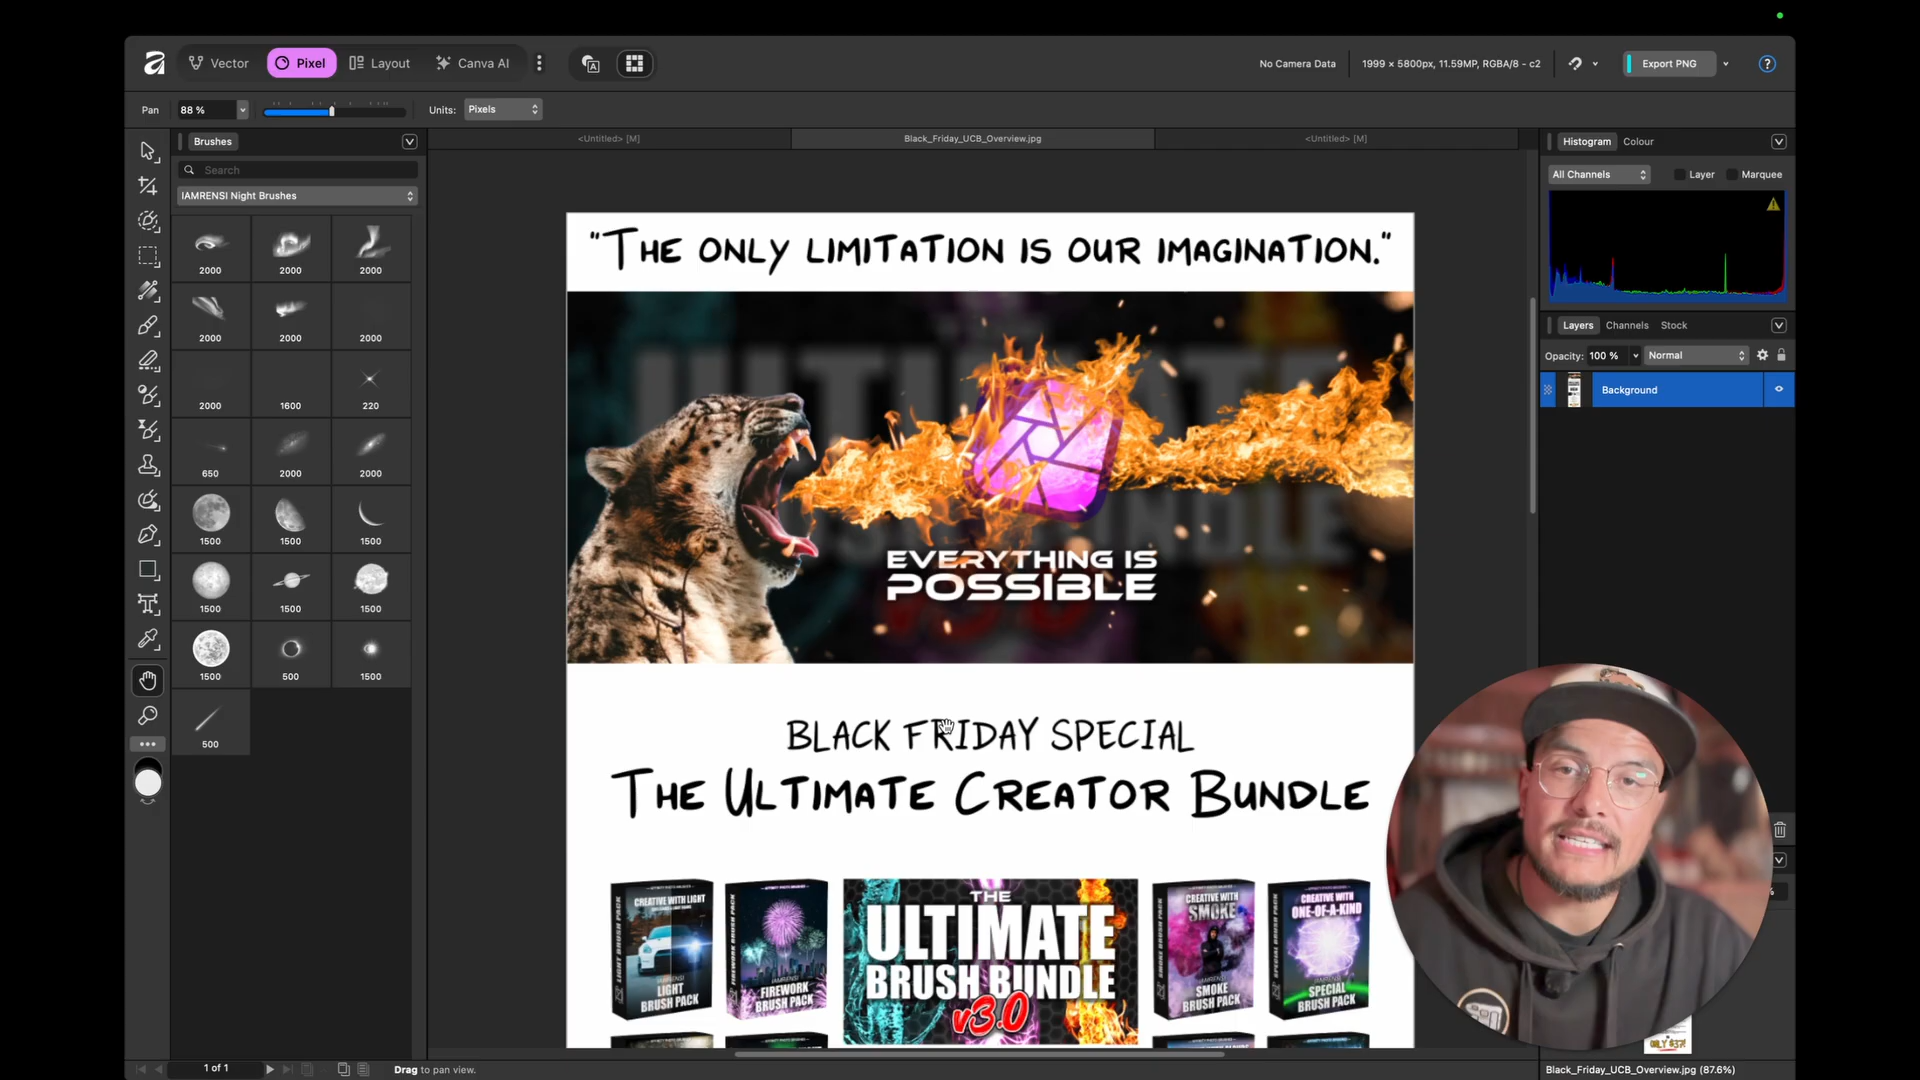 Vector
Pixel
Layout
Canva AI
No Camera Data
1999 × 5800px, 11.59MP, RGBA/8 - c2
Export PNG
?
Pan
88 %
Units:
Pixels
Brushes
Search
IAMRENSI Night Brushes
2000
2000
2000
2000
2000
2000
2000
1600
220
650
2000
2000
1500
1500
1500
1500
1500
1500
1500
500
1500
500
<Untitled> [M]
Black_Friday_UCB_Overview.jpg
<Untitled> [M]
"The only limitation is our imagination."
EVERYTHING IS
POSSIBLE
BLACK FRIDAY SPECIAL
The Ultimate Creator Bundle
CREATIVE WITH LIGHT
LIGHT
BRUSH PACK
FIREWORK
BRUSH PACK
THE
ULTIMATE
BRUSH BUNDLE
v3.0
CREATIVE WITH
SMOKE
SMOKE
BRUSH PACK
CREATIVE WITH
ONE-OF-A-KIND
SPECIAL
BRUSH PACK
Histogram
Colour
All Channels
Layer
Marquee
Layers
Channels
Stock
Opacity:
100 %
Normal
Background
%
ONLY $37!
1 of 1
Drag to pan view.
Black_Friday_UCB_Overview.jpg (87.6%)